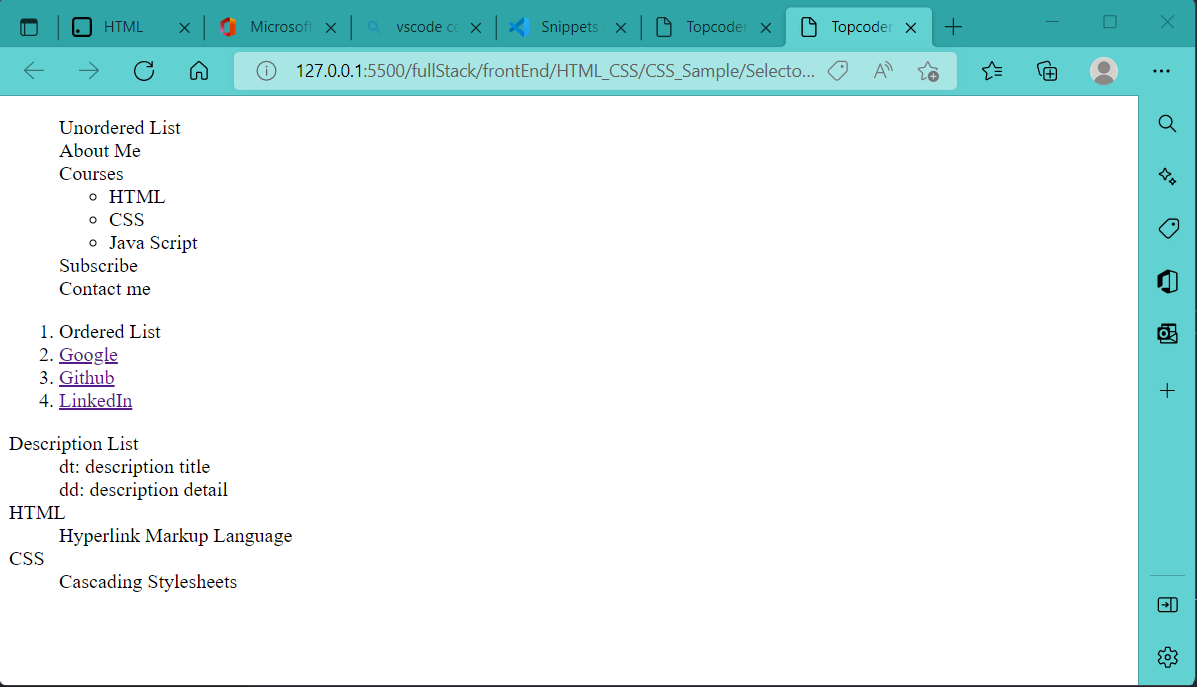 HTML
Microsoft
vscode co
Snippets
Topcoder
Topcoder
127.0.0.1:5500/fullStack/frontEnd/HTML_CSS/CSS_Sample/Selecto...
Unordered List
About Me
Courses
HTML
CSS
Java Script
Subscribe
Contact me
1. Ordered List
2. Google
3. Github
4. LinkedIn
Description List
dt: description title
dd: description detail
HTML
Hyperlink Markup Language
CSS
Cascading Stylesheets